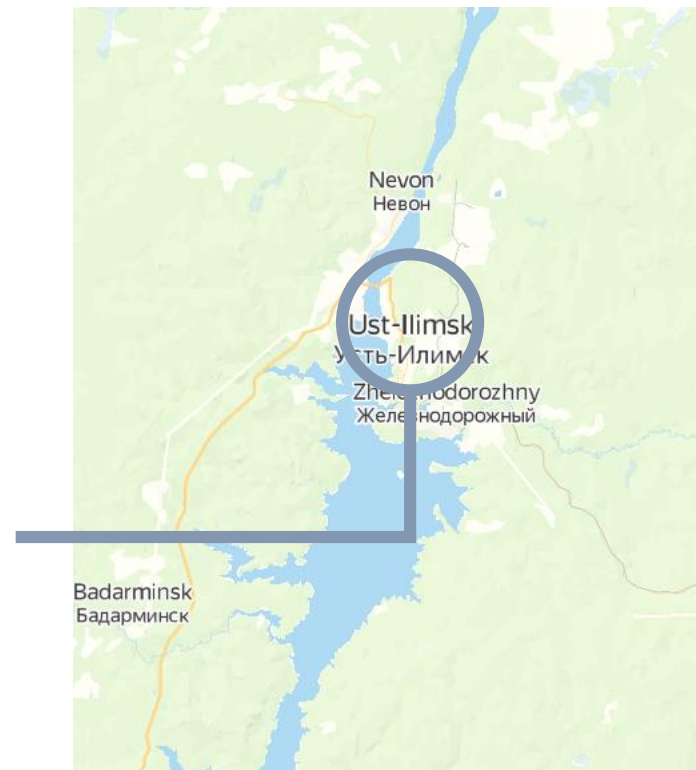 Nevon
Невон
Ust-Ilimsk
Усть-Илимск
Zheleznodorozhny
Железнодорожный
Badarminsk
Бадарминск